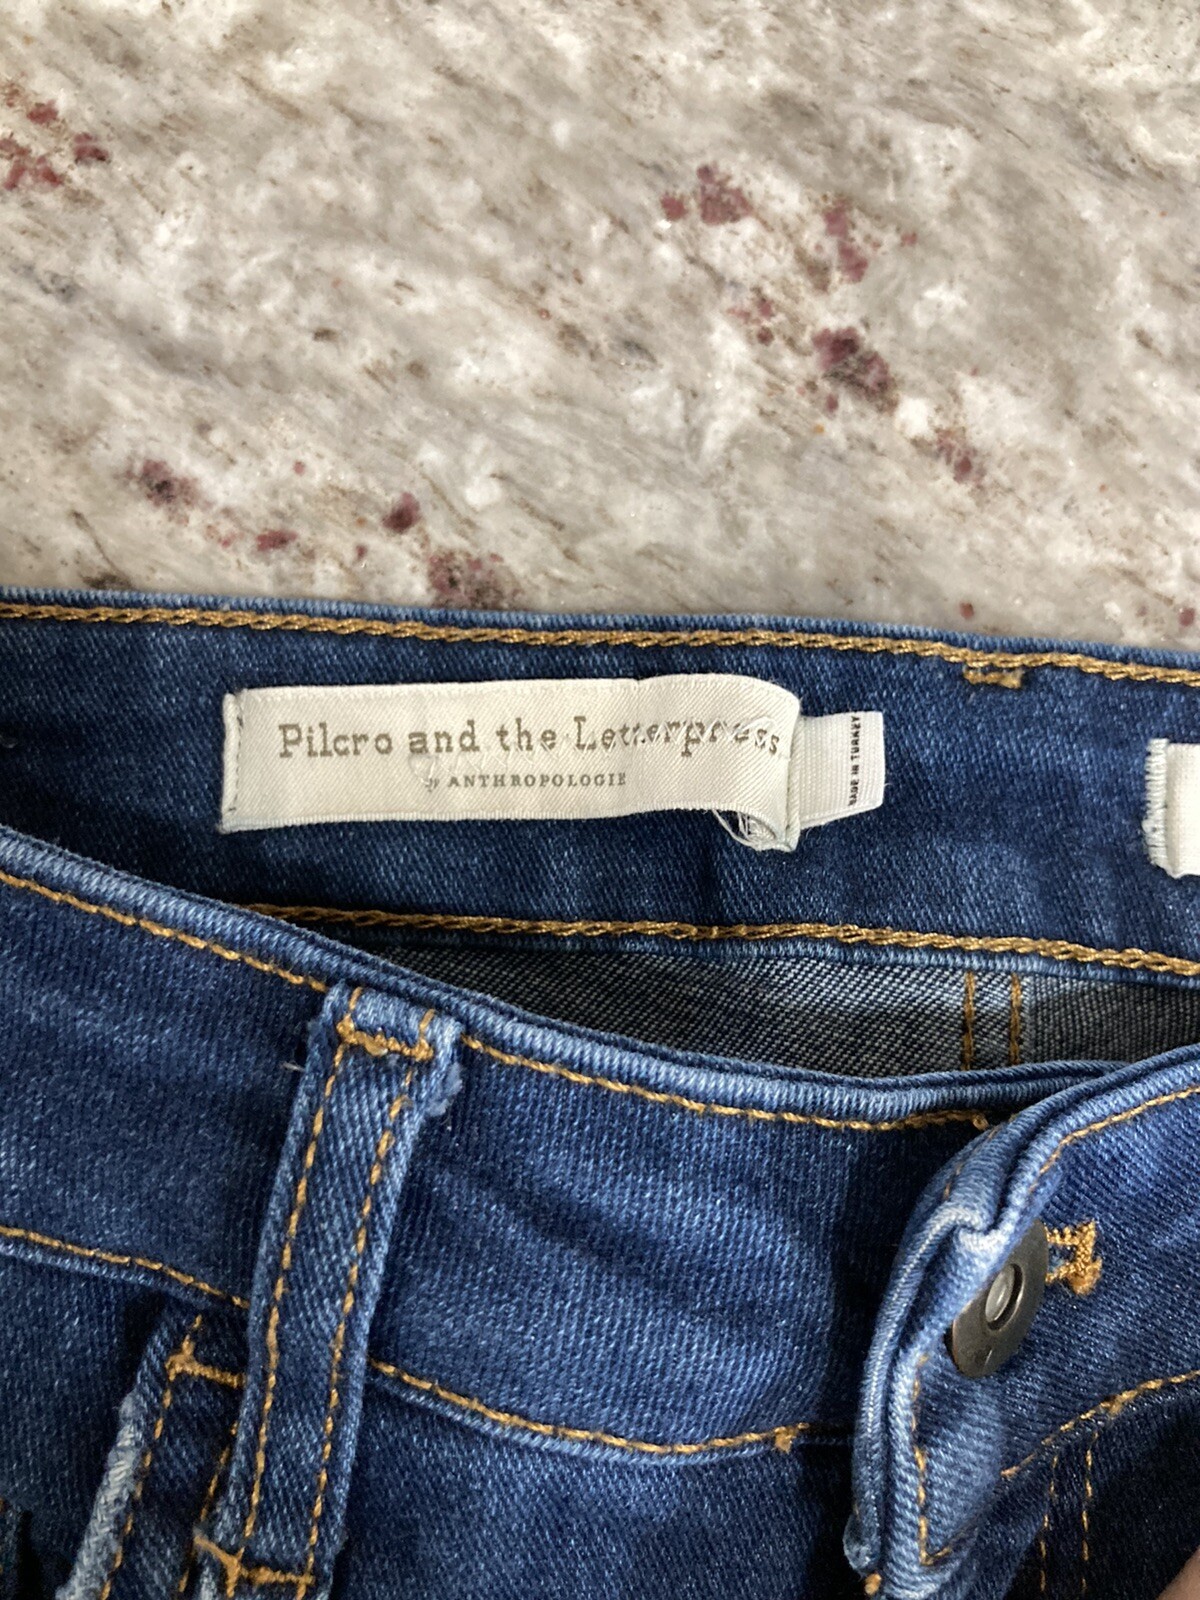 Pilcro and the Letterpress
BY ANTHROPOLOGIE
MADE IN TURKEY